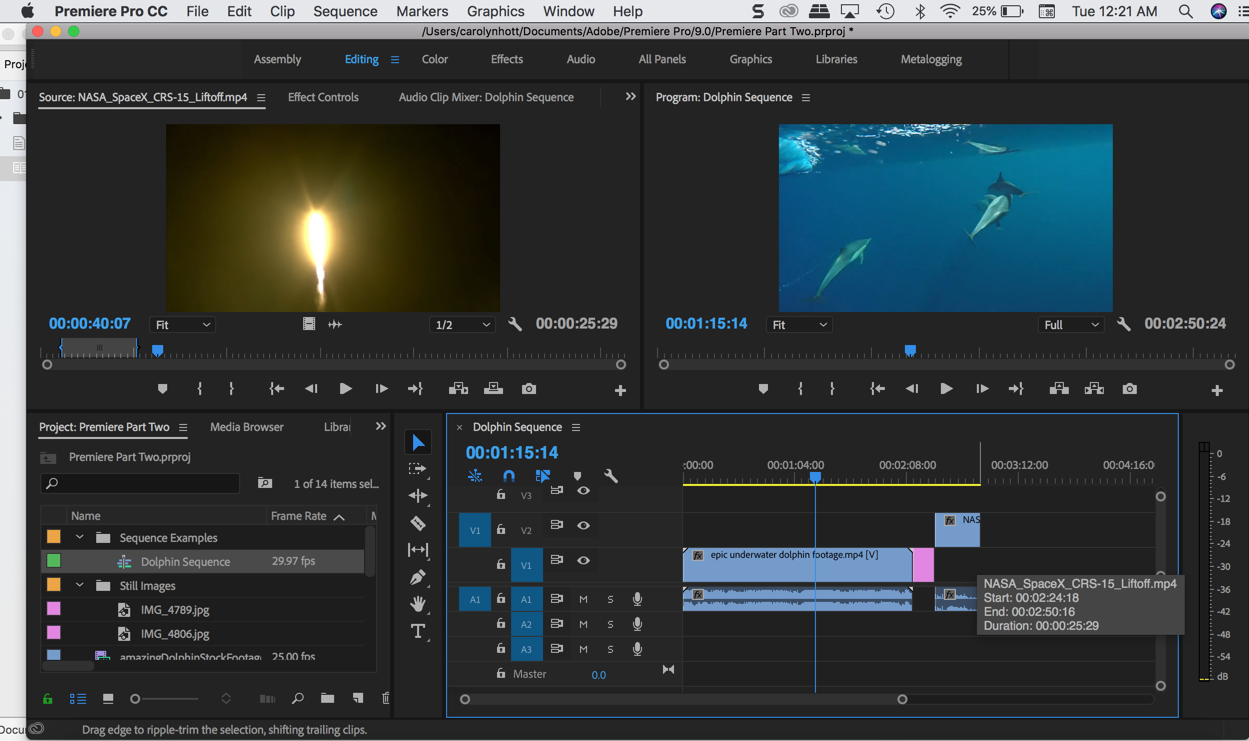 Premiere Pro CC File Edit Clip Sequence Markers Graphics Window Help 25% Tue 12:21 AM
/Users/carolynhott/Documents/Adobe/Premiere Pro/9.0/Premiere Part Two.prproj *
Proj
Assembly Editing Color Effects Audio All Panels Graphics Libraries Metalogging
Source: NASA_SpaceX_CRS-15_Liftoff.mp4 Effect Controls Audio Clip Mixer: Dolphin Sequence Program: Dolphin Sequence
00:00:40:07 Fit 1/2 00:00:25:29 00:01:15:14 Fit Full 00:02:50:24
Project: Premiere Part Two Media Browser Librai Dolphin Sequence
Premiere Part Two.prproj 00:01:15:14
:00:00 00:01:04:00 00:02:08:00 00:03:12:00 00:04:16:0
1 of 14 items sel...
Name Frame Rate
V3
Sequence Examples V1 V2 NAS
Dolphin Sequence 29.97 fps V1 fx epic underwater dolphin footage.mp4 [V]
Still Images
NASA_SpaceX_CRS-15_Liftoff.mp4
Start: 00:02:24:18
End: 00:02:50:16
Duration: 00:00:25:29
IMG_4789.jpg A1 A1 M S fx
IMG_4806.jpg A2 M S
amazingDolphinStockFootag 25.00 fps A3 M S
Master 0.0
0
-6
-12
-18
-24
-30
-36
-42
-48
-54
dB
Docum
Drag edge to ripple-trim the selection, shifting trailing clips.